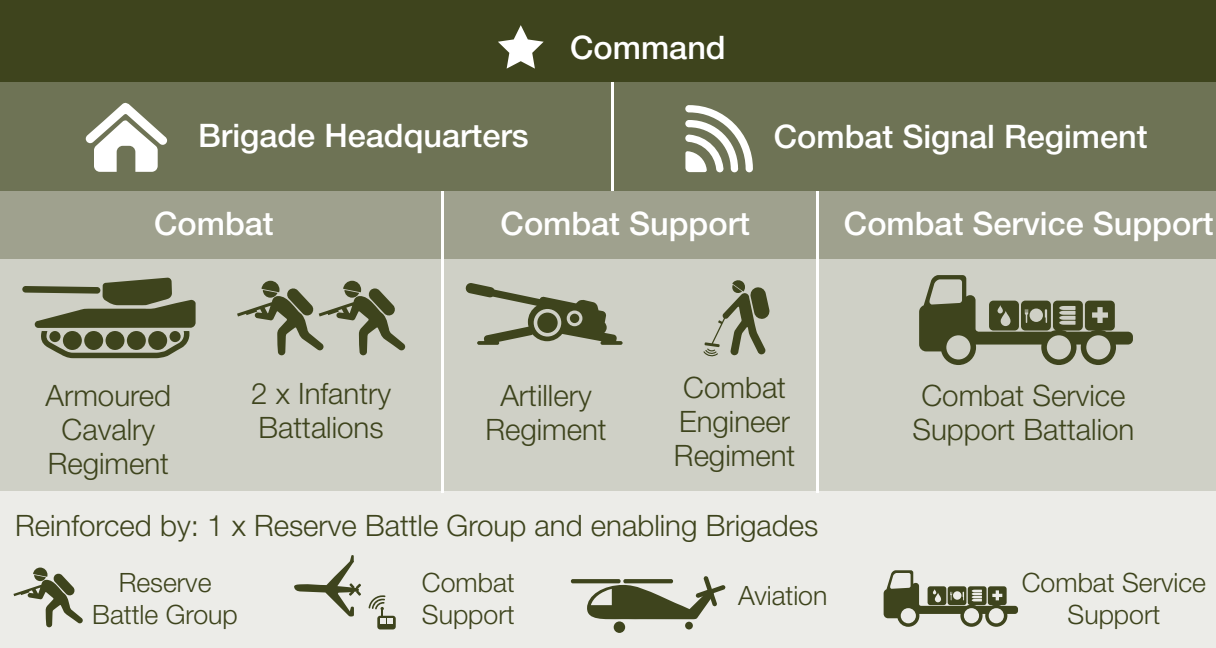 Command
Brigade Headquarters
Combat Signal Regiment
Combat
Combat Support
Combat Service Support
Armoured
Cavalry
Regiment
2 x Infantry
Battalions
Artillery
Regiment
Combat
Engineer
Regiment
Combat Service
Support Battalion
Reinforced by: 1 x Reserve Battle Group and enabling Brigades
Reserve
Battle Group
Combat
Support
Aviation
Combat Service
Support